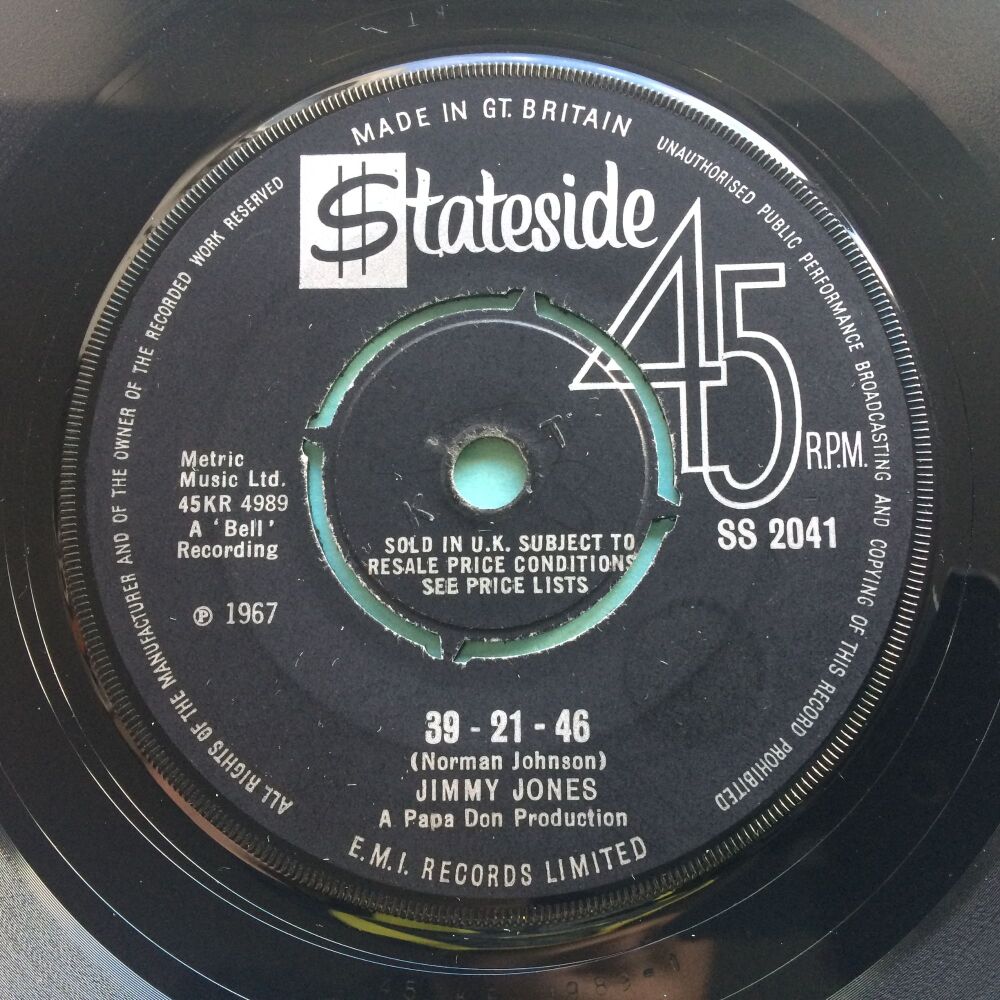 MADE IN GT. BRITAIN
UNAUTHORISED PUBLIC PERFORMANCE BROADCASTING AND COPYING OF THIS RECORD PROHIBITED
ALL RIGHTS OF THE MANUFACTURER AND OF THE OWNER OF THE RECORDED WORK RESERVED
$tateside
45 R.P.M.
Metric
Music Ltd.
45KR 4989
A 'Bell'
Recording
℗ 1967
SS 2041
K T
SOLD IN U.K. SUBJECT TO
RESALE PRICE CONDITIONS
SEE PRICE LISTS
39 - 21 - 46
(Norman Johnson)
JIMMY JONES
A Papa Don Production
E.M.I. RECORDS LIMITED